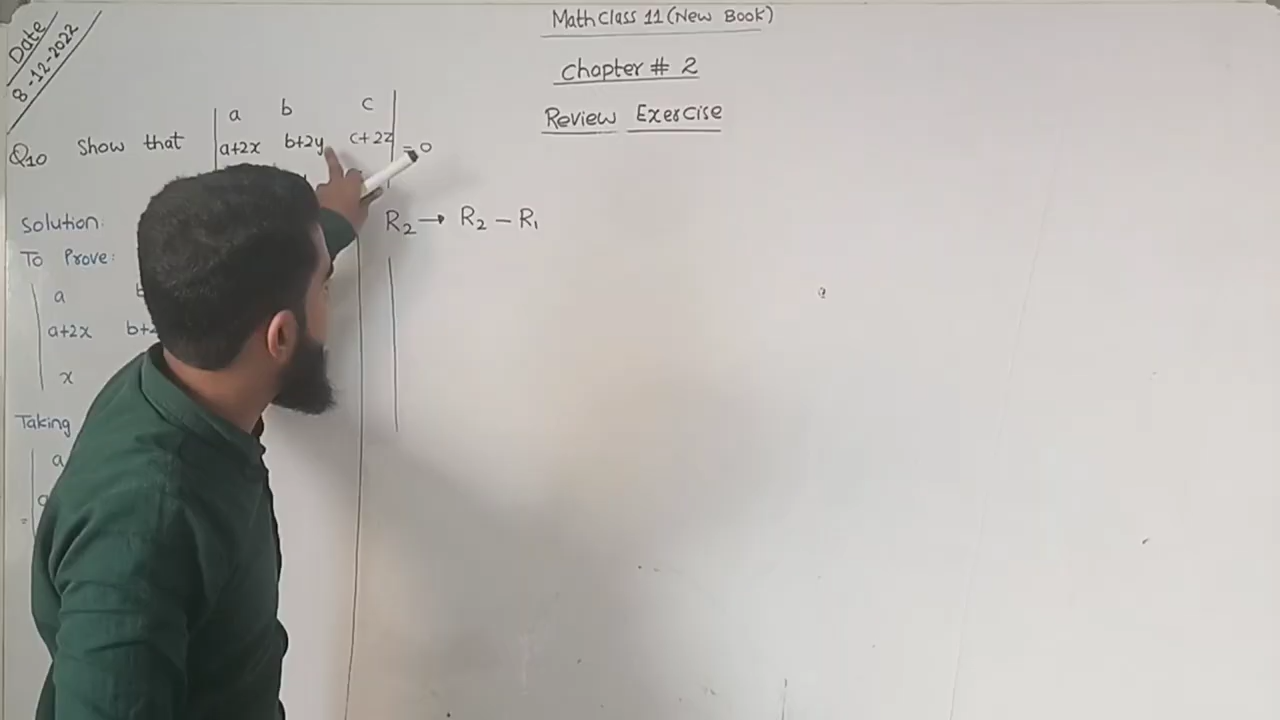 Date
8-12-2022
Math Class 11 (New Book)
Chapter # 2
Review Exercise
Q10 Show that
a b c
a+2x b+2y c+2z = 0
Solution:
To Prove:
a
a+2x b+2
x
Taking
a
=
R₂ → R₂ – R₁